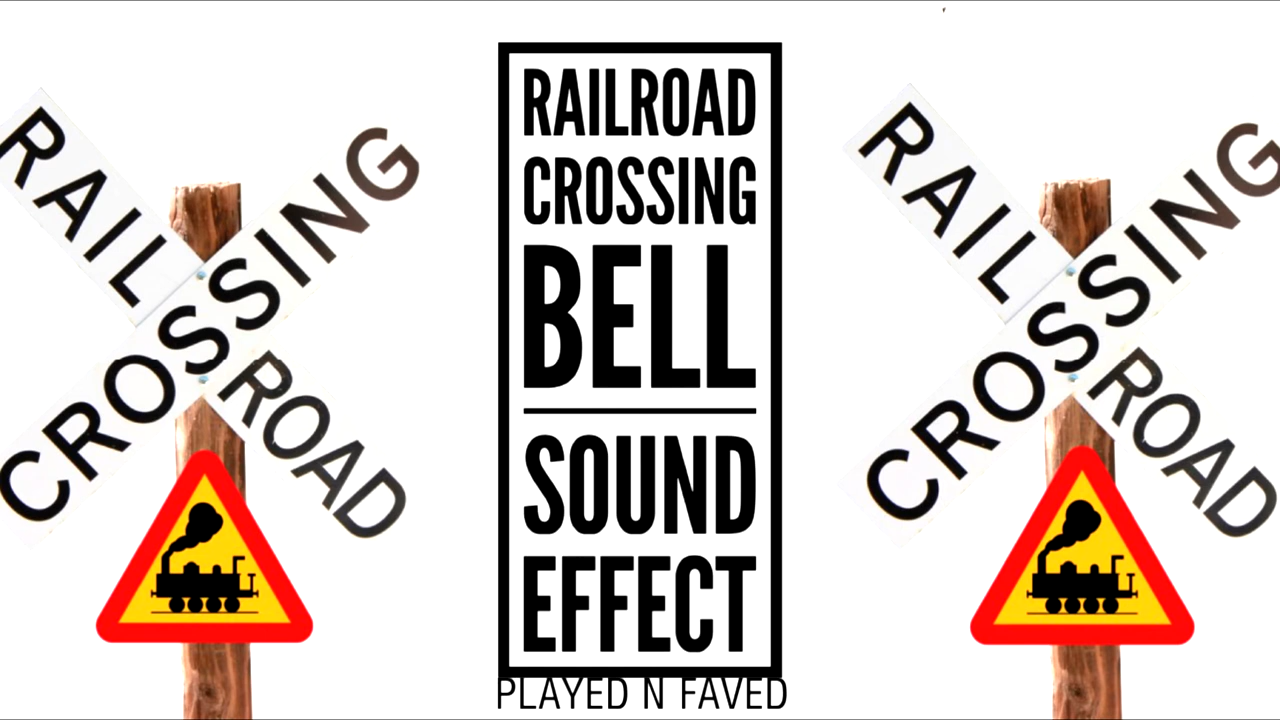 RAIL
CROSSING
ROAD
RAILROAD
CROSSING
BELL
SOUND
EFFECT
PLAYED N FAVED
RAIL
CROSSING
ROAD